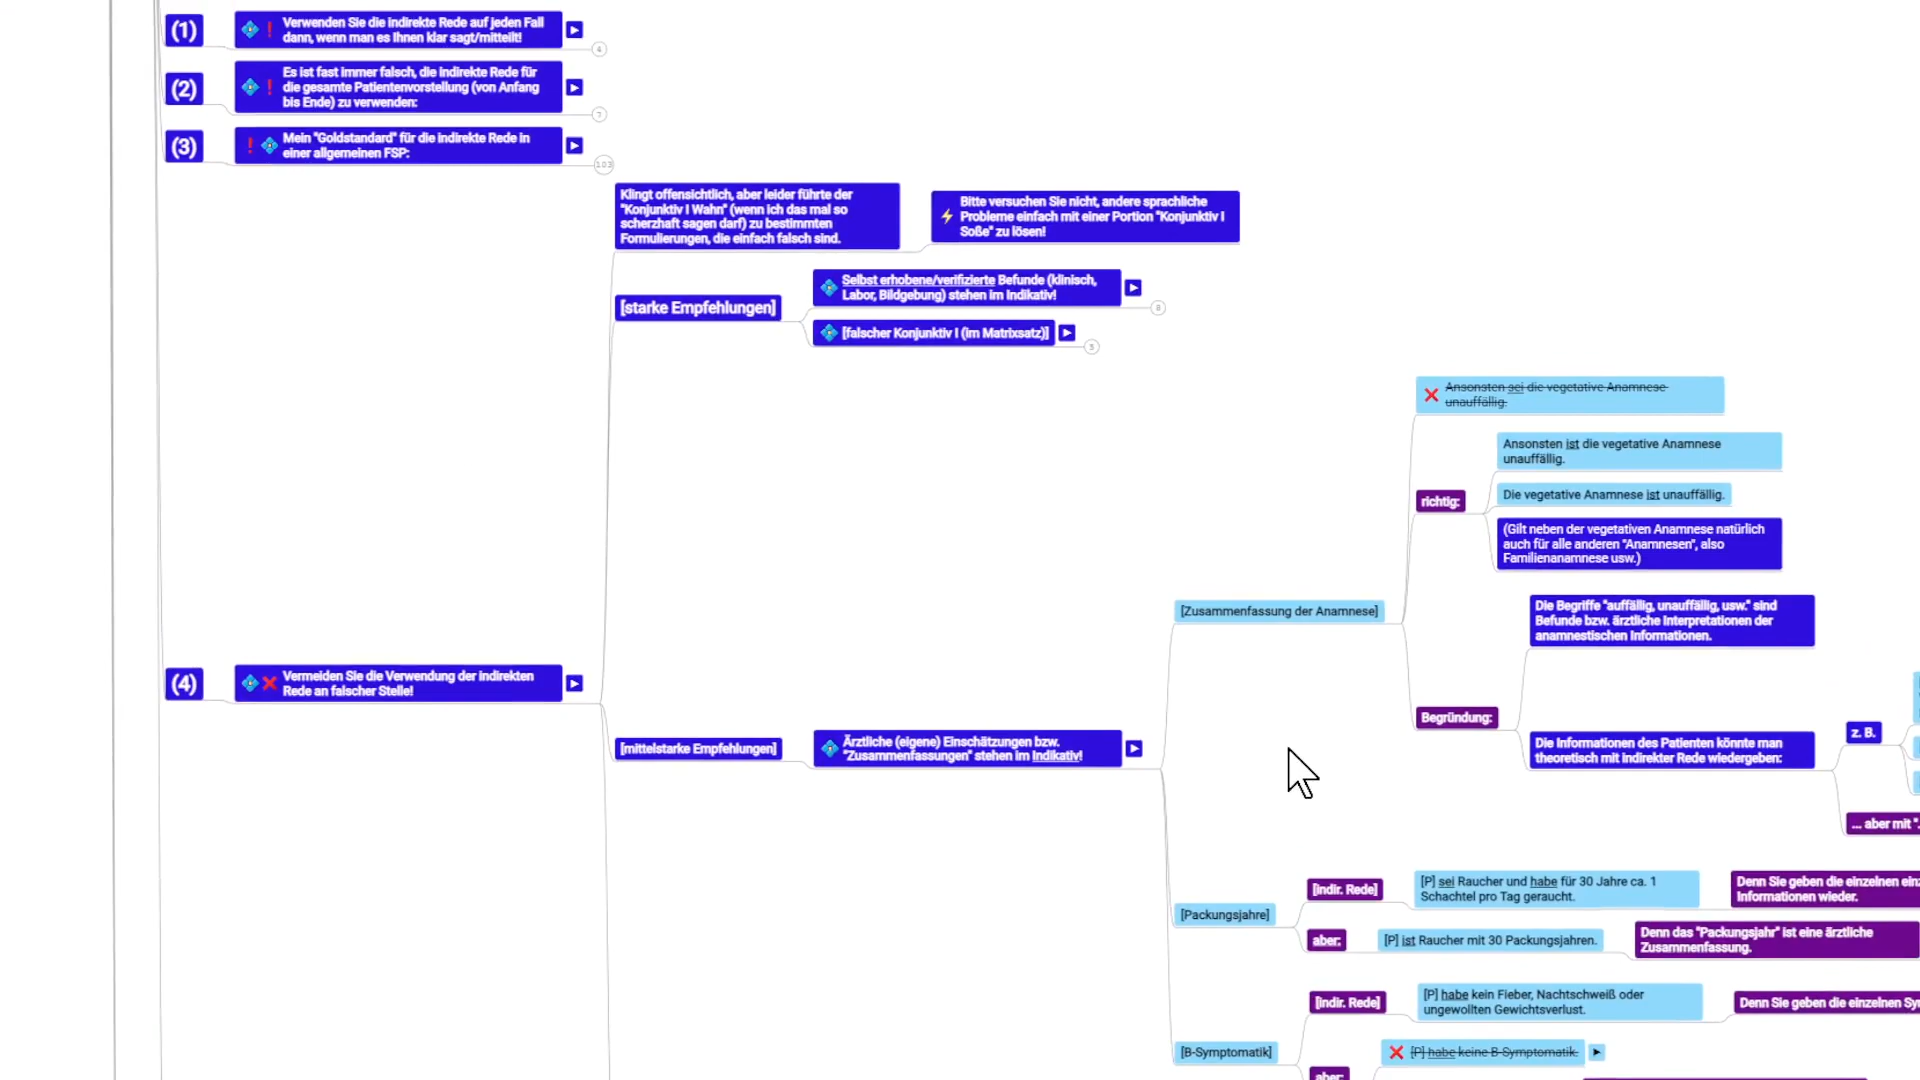 (1)
Verwenden Sie die indirekte Rede auf jeden Fall
dann, wenn man es Ihnen klar sagt/mitteilt!
4
(2)
Es ist fast immer falsch, die indirekte Rede für
die gesamte Patientenvorstellung (von Anfang
bis Ende) zu verwenden:
7
(3)
Mein "Goldstandard" für die indirekte Rede in
einer allgemeinen FSP:
103
(4)
Vermeiden Sie die Verwendung der indirekten
Rede an falscher Stelle!
Klingt offensichtlich, aber leider führte der
"Konjunktiv I Wahn" (wenn ich das mal so
scherzhaft sagen darf) zu bestimmten
Formulierungen, die einfach falsch sind.
Bitte versuchen Sie nicht, andere sprachliche
Probleme einfach mit einer Portion "Konjunktiv I
Soße" zu lösen!
[starke Empfehlungen]
Selbst erhobene/verifizierte Befunde (klinisch,
Labor, Bildgebung) stehen im Indikativ!
8
[falscher Konjunktiv I (im Matrixsatz)]
5
[mittelstarke Empfehlungen]
Ärztliche (eigene) Einschätzungen bzw.
"Zusammenfassungen" stehen im Indikativ!
[Zusammenfassung der Anamnese]
Ansonsten sei die vegetative Anamnese
unauffällig.
richtig:
Ansonsten ist die vegetative Anamnese
unauffällig.
Die vegetative Anamnese ist unauffällig.
(Gilt neben der vegetativen Anamnese natürlich
auch für alle anderen "Anamnesen", also
Familienanamnese usw.)
Begründung:
Die Begriffe "auffällig, unauffällig, usw." sind
Befunde bzw. ärztliche Interpretationen der
anamnestischen Informationen.
Die Informationen des Patienten könnte man
theoretisch mit indirekter Rede wiedergeben:
z. B.
... aber mit "
[Packungsjahre]
[indir. Rede]
[P] sei Raucher und habe für 30 Jahre ca. 1
Schachtel pro Tag geraucht.
Denn Sie geben die einzelnen
Informationen wieder.
aber:
[P] ist Raucher mit 30 Packungsjahren.
Denn das "Packungsjahr" ist eine ärztliche
Zusammenfassung.
[B-Symptomatik]
[indir. Rede]
[P] habe kein Fieber, Nachtschweiß oder
ungewollten Gewichtsverlust.
Denn Sie geben die einzelnen
aber:
[P] habe keine B-Symptomatik.